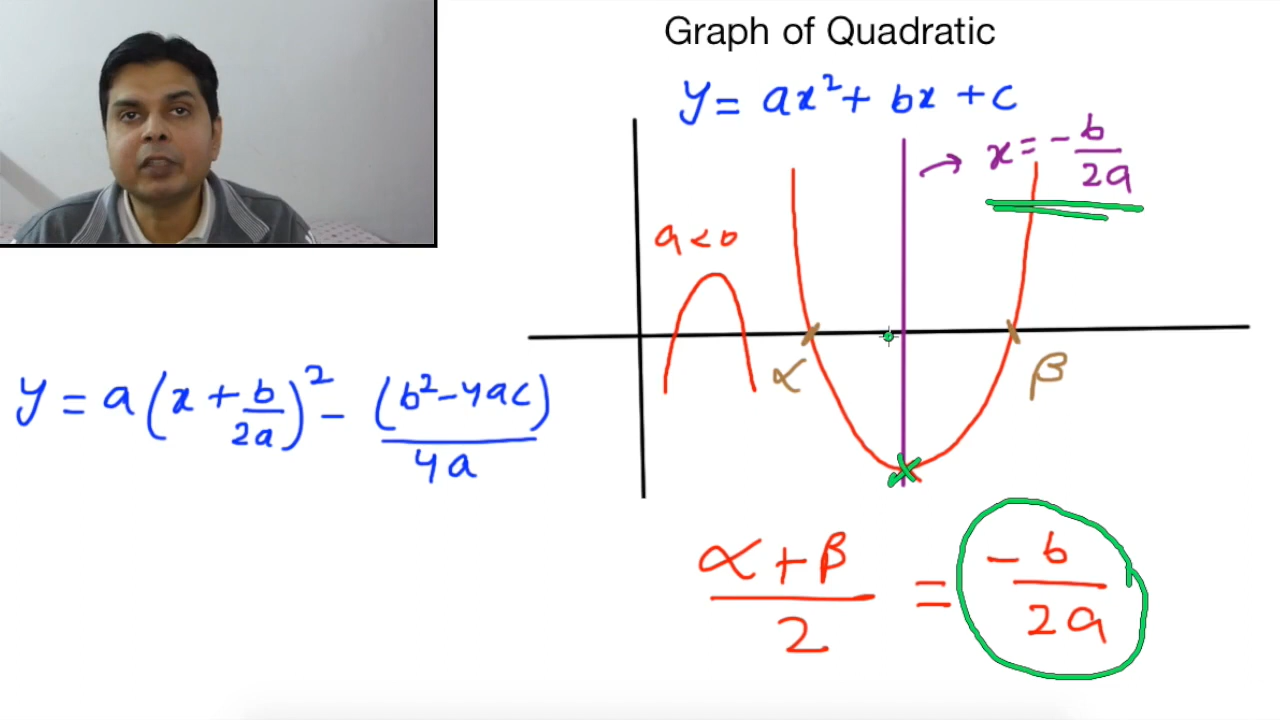 Graph of Quadratic
y = ax² + bx + c
x = -b/2a
a < 0
α
β
y = a(x + b/2a)² - (b² - 4ac)/4a
α + β/2 = -b/2a